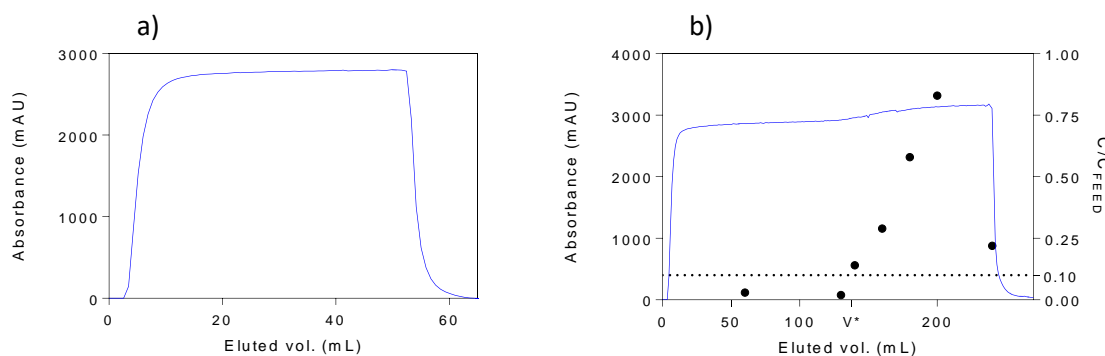 a)
3000
2000
1000
0
Absorbance (mAU)
0 20 40 60
Eluted vol. (mL)
b)
4000
3000
2000
1000
0
Absorbance (mAU)
1.00
0.75
0.50
0.25
0.10
0.00
C/CFEED
0 50 100 V* 200
Eluted vol. (mL)